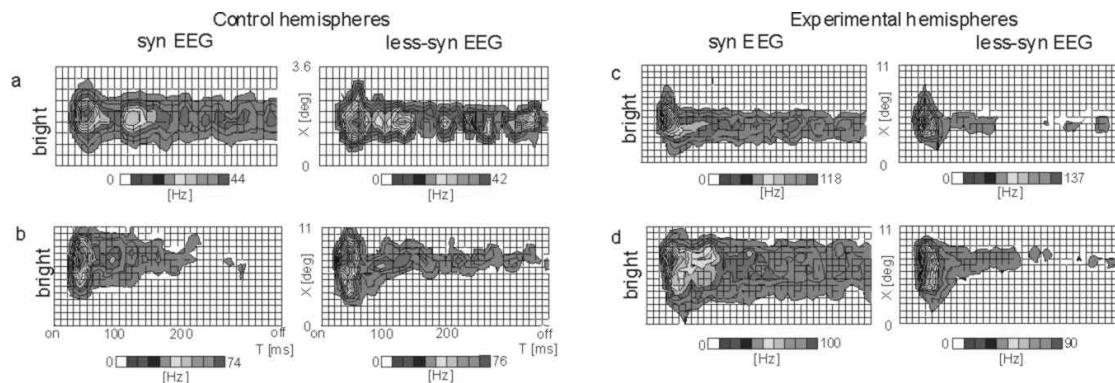 Control hemispheres
Experimental hemispheres
syn EEG
less-syn EEG
syn EEG
less-syn EEG
a
bright
3.6
X [deg]
0
0 44
[Hz]
0 42
[Hz]
c
bright
11
X [deg]
0
0 118
[Hz]
0 137
[Hz]
b
bright
11
X [deg]
0
on 100 200 off
T [ms]
on 100 200 off
T [ms]
0 74
[Hz]
0 76
[Hz]
d
bright
11
X [deg]
0
0 100
[Hz]
0 90
[Hz]